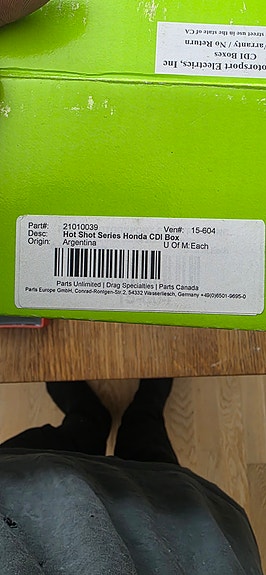 street use in the state of CA
arranty / No Return
CDI Boxes
otorsport Electrics, Inc
Part#: 21010039 Ven#: 15-604
Desc: Hot Shot Series Honda CDI Box
Origin: Argentina U Of M:Each
Parts Unlimited | Drag Specialties | Parts Canada
Parts Europe GmbH, Conrad-Rontgen-Str.2, 54332 Wasserliesch, Germany +49(0)6501-9695-0